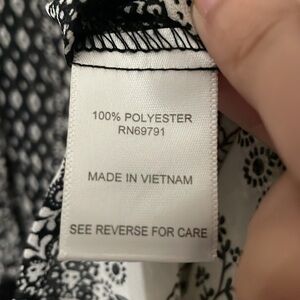 100% POLYESTER
RN69791
MADE IN VIETNAM
SEE REVERSE FOR CARE